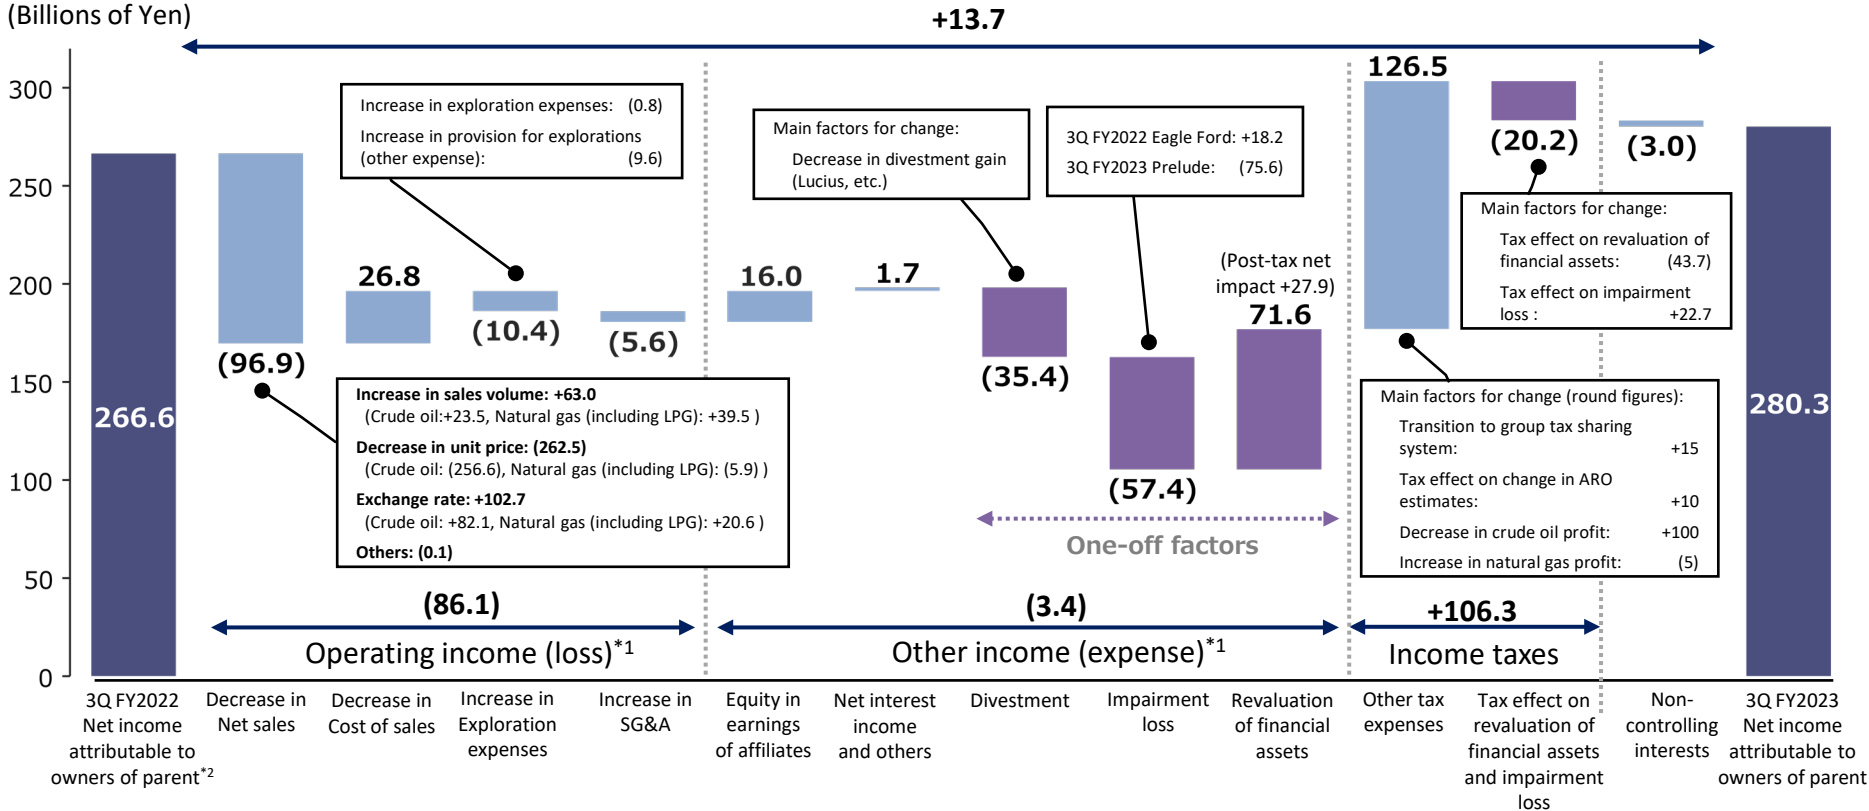 (Billions of Yen)
+13.7
300
250
200
150
100
50
0
266.6
(96.9)
26.8
(10.4)
(5.6)
16.0
1.7
(35.4)
(57.4)
(Post-tax net
impact +27.9)
71.6
126.5
(20.2)
(3.0)
280.3
Increase in exploration expenses: (0.8)
Increase in provision for explorations
(other expense): (9.6)
Main factors for change:
Decrease in divestment gain
(Lucius, etc.)
3Q FY2022 Eagle Ford: +18.2
3Q FY2023 Prelude: (75.6)
Main factors for change:
Tax effect on revaluation of
financial assets: (43.7)
Tax effect on impairment
loss : +22.7
Increase in sales volume: +63.0
(Crude oil:+23.5, Natural gas (including LPG): +39.5 )
Decrease in unit price: (262.5)
(Crude oil: (256.6), Natural gas (including LPG): (5.9) )
Exchange rate: +102.7
(Crude oil: +82.1, Natural gas (including LPG): +20.6 )
Others: (0.1)
Main factors for change (round figures):
Transition to group tax sharing
system: +15
Tax effect on change in ARO
estimates: +10
Decrease in crude oil profit: +100
Increase in natural gas profit: (5)
One-off factors
(86.1)
Operating income (loss)*1
(3.4)
Other income (expense)*1
+106.3
Income taxes
3Q FY2022
Net income
attributable to
owners of parent*2
Decrease in
Net sales
Decrease in
Cost of sales
Increase in
Exploration
expenses
Increase in
SG&A
Equity in
earnings
of affiliates
Net interest
income
and others
Divestment
Impairment
loss
Revaluation
of financial
assets
Other tax
expenses
Tax effect on
revaluation of
financial assets
and impairment
loss
Non-
controlling
interests
3Q FY2023
Net income
attributable to
owners of parent